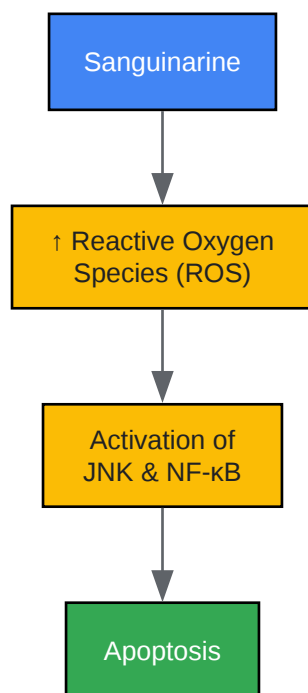 Sanguinarine
↑ Reactive Oxygen
Species (ROS)
Activation of
JNK & NF-κB
Apoptosis